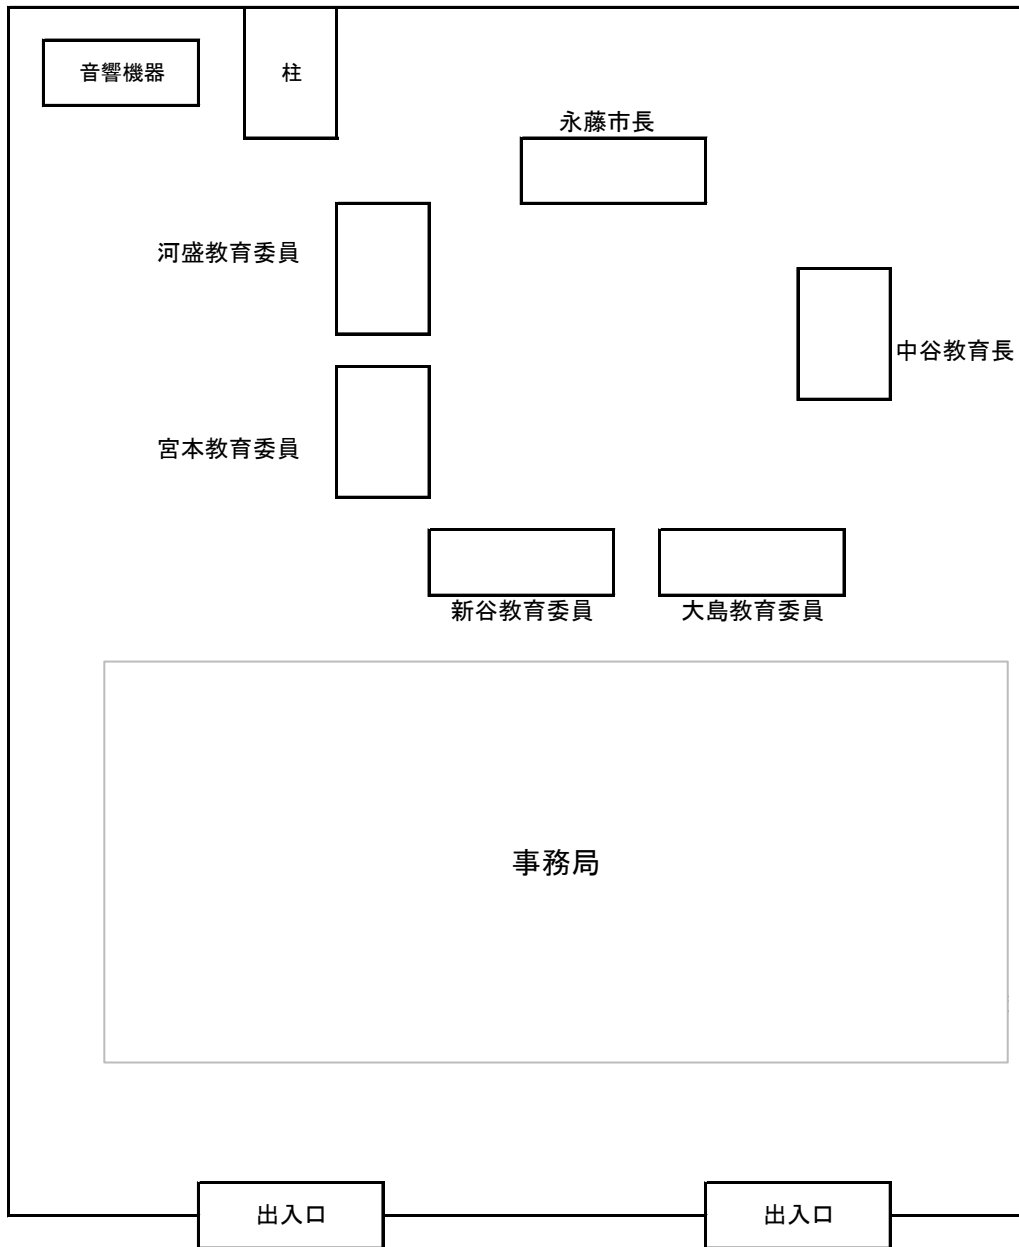 音響機器
柱
永藤市長
河盛教育委員
中谷教育長
宮本教育委員
新谷教育委員
大島教育委員
事務局
出入口
出入口